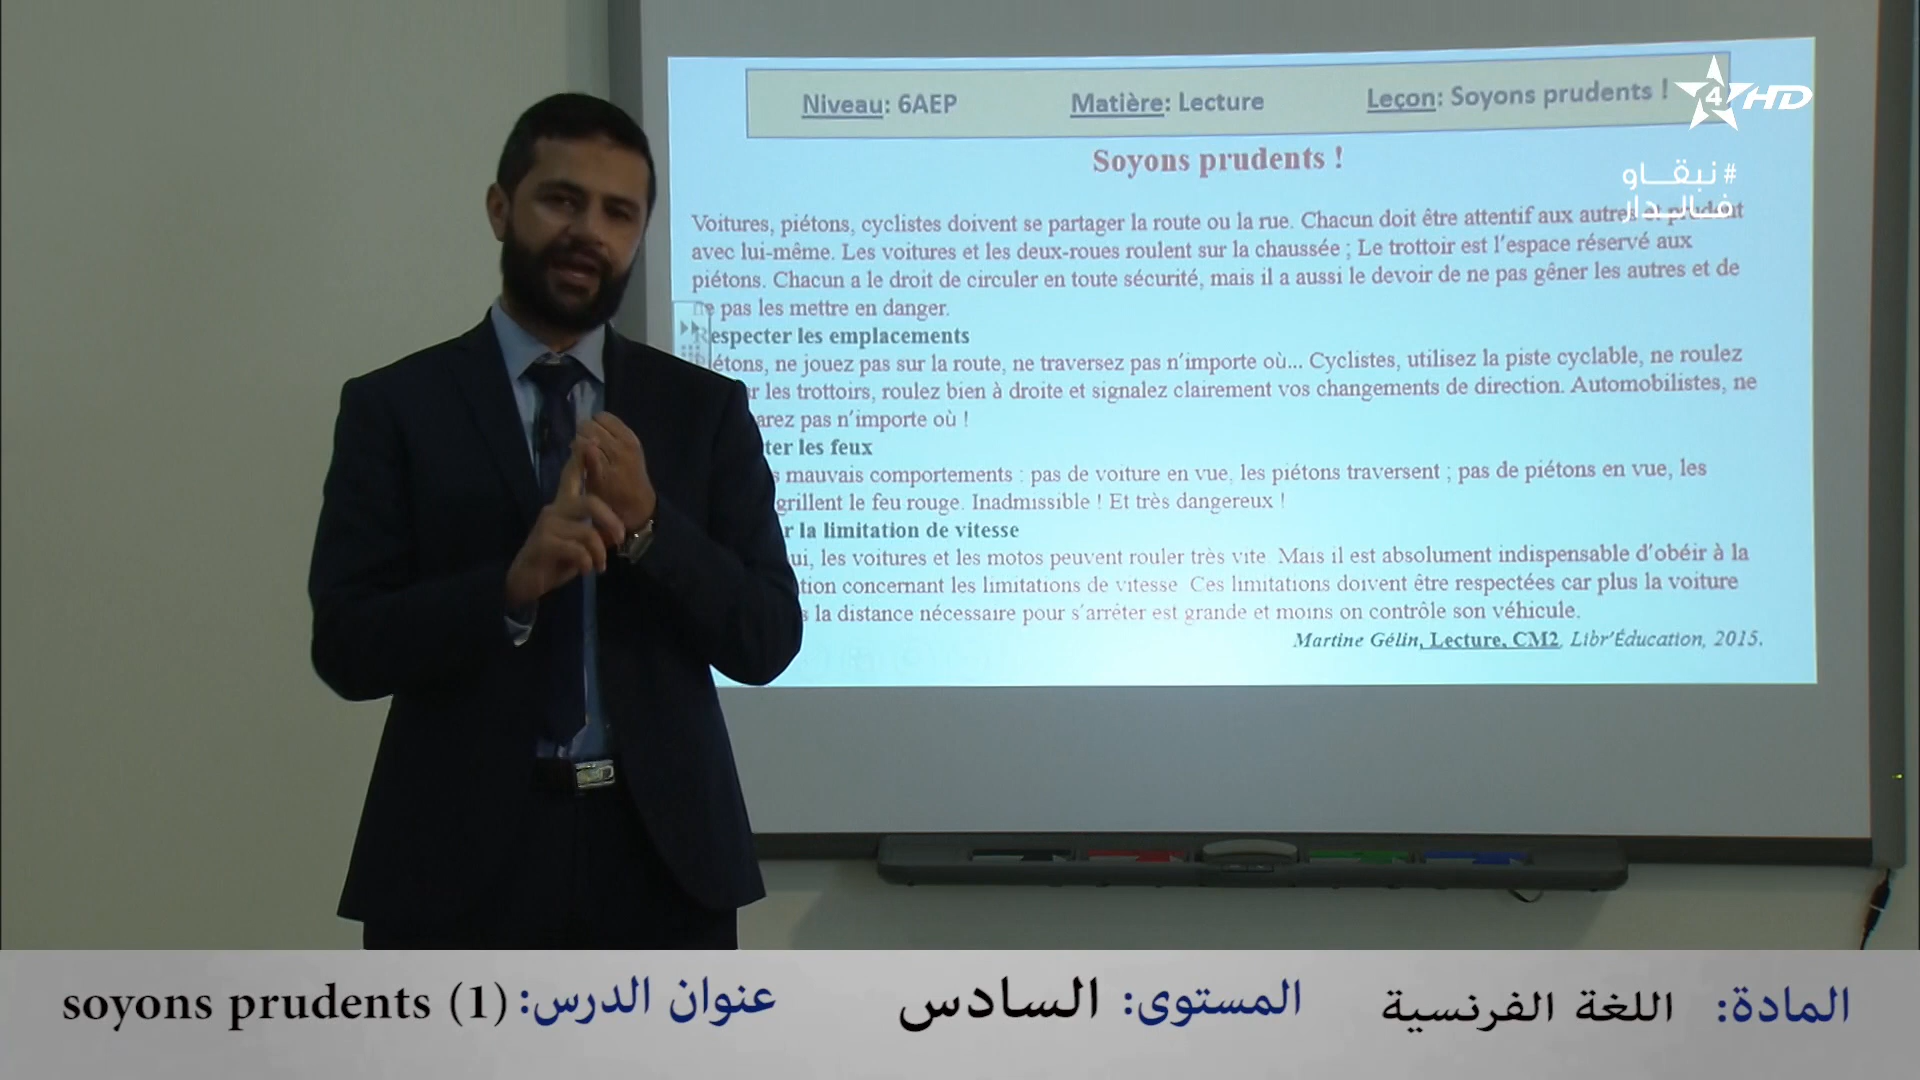 Niveau: 6AEP Matière: Lecture Leçon: Soyons prudents !
4 HD
#نبقاو
فالدار
Soyons prudents !
Voitures, piétons, cyclistes doivent se partager la route ou la rue. Chacun doit être attentif aux autres et prudent
avec lui-même. Les voitures et les deux-roues roulent sur la chaussée ; Le trottoir est l'espace réservé aux
piétons. Chacun a le droit de circuler en toute sécurité, mais il a aussi le devoir de ne pas gêner les autres et de
ne pas les mettre en danger.
Respecter les emplacements
étons, ne jouez pas sur la route, ne traversez pas n'importe où... Cyclistes, utilisez la piste cyclable, ne roulez
r les trottoirs, roulez bien à droite et signalez clairement vos changements de direction. Automobilistes, ne
arez pas n'importe où !
ter les feux
s mauvais comportements : pas de voiture en vue, les piétons traversent ; pas de piétons en vue, les
grillent le feu rouge. Inadmissible ! Et très dangereux !
r la limitation de vitesse
ui, les voitures et les motos peuvent rouler très vite. Mais il est absolument indispensable d'obéir à la
tion concernant les limitations de vitesse. Ces limitations doivent être respectées car plus la voiture
s la distance nécessaire pour s'arrêter est grande et moins on contrôle son véhicule.
Martine Gélin, Lecture, CM2, Libr'Éducation, 2015.
المادة: اللغة الفرنسية المستوى: السادس عنوان الدرس: soyons prudents (1)